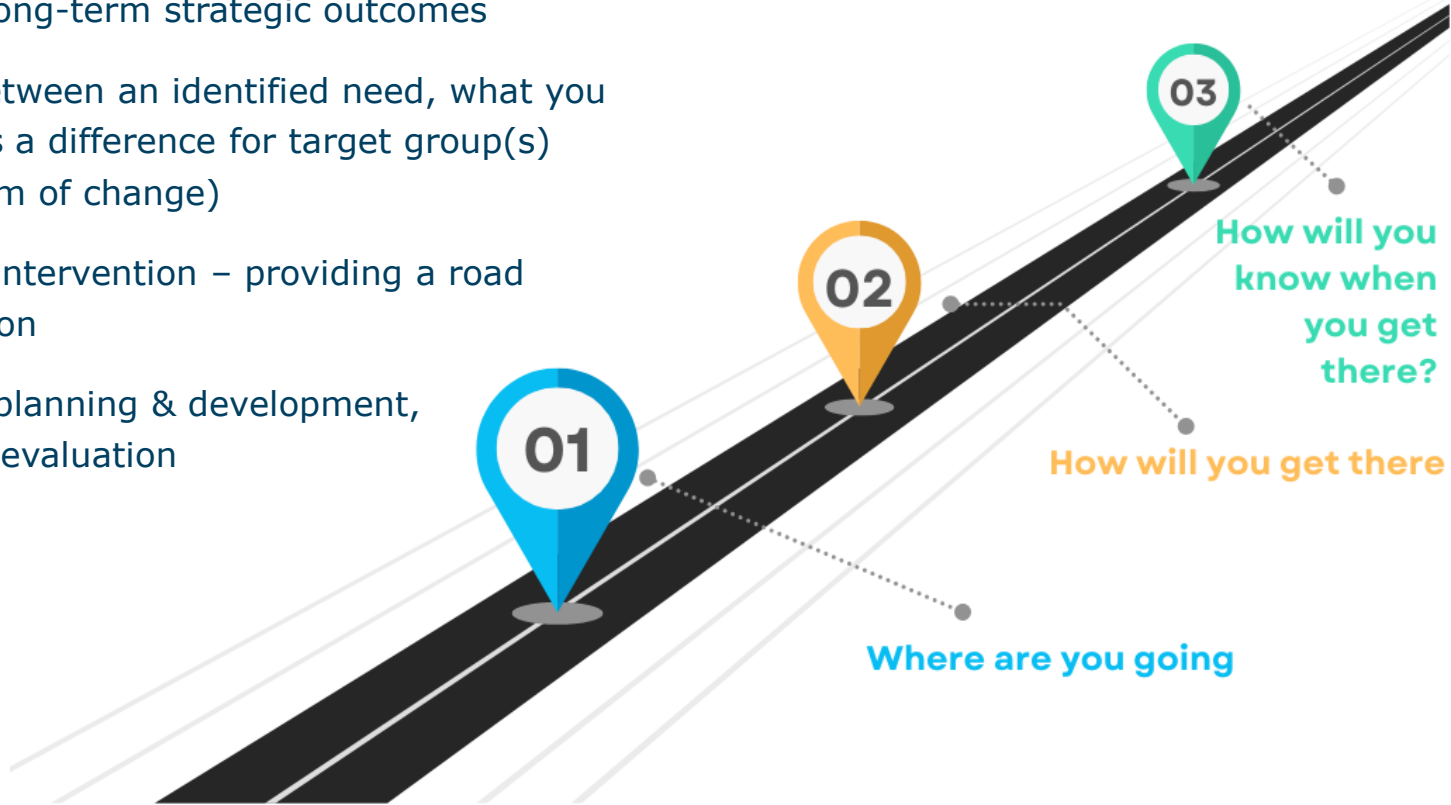 ong-term strategic outcomes
tween an identified need, what you
s a difference for target group(s)
m of change)
ntervention – providing a road
on
planning & development,
evaluation
01
Where are you going
02
How will you get there
03
How will you
know when
you get
there?